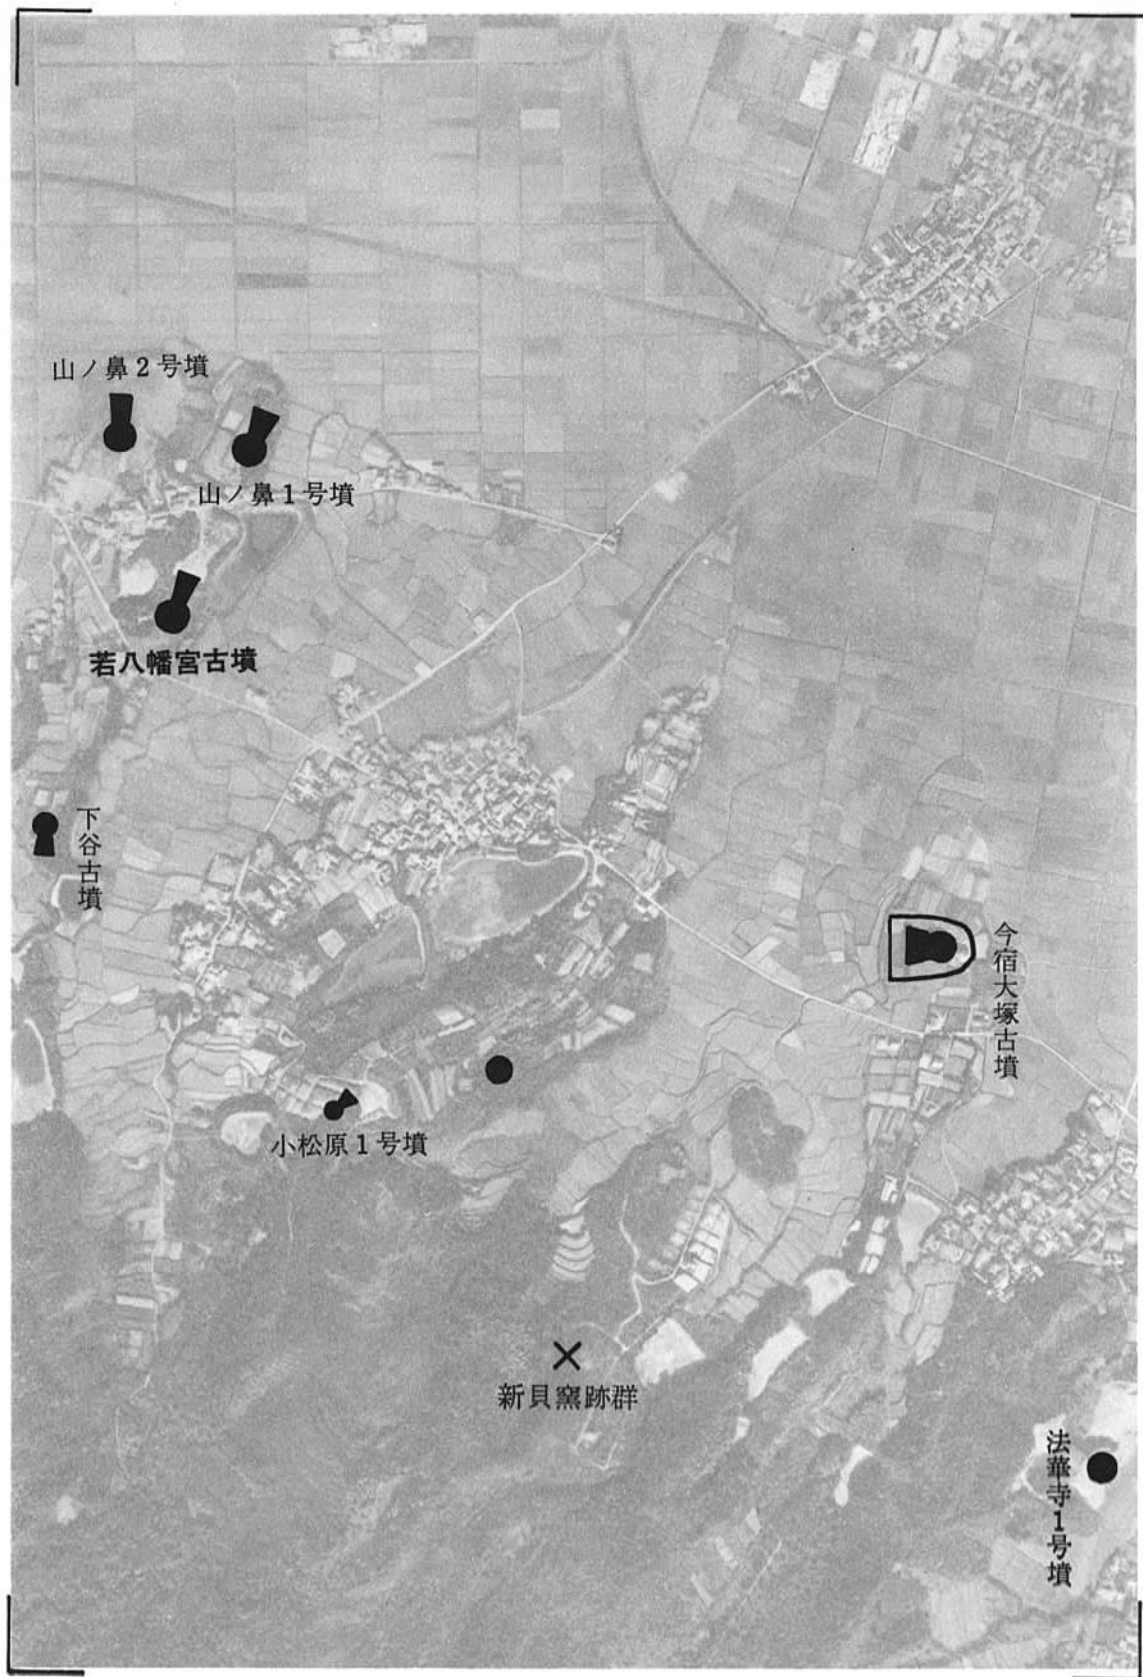 山ノ鼻2号墳
山ノ鼻1号墳
若八幡宮古墳
下谷古墳
今宿大塚古墳
小松原1号墳
新貝窯跡群
法華寺1号墳